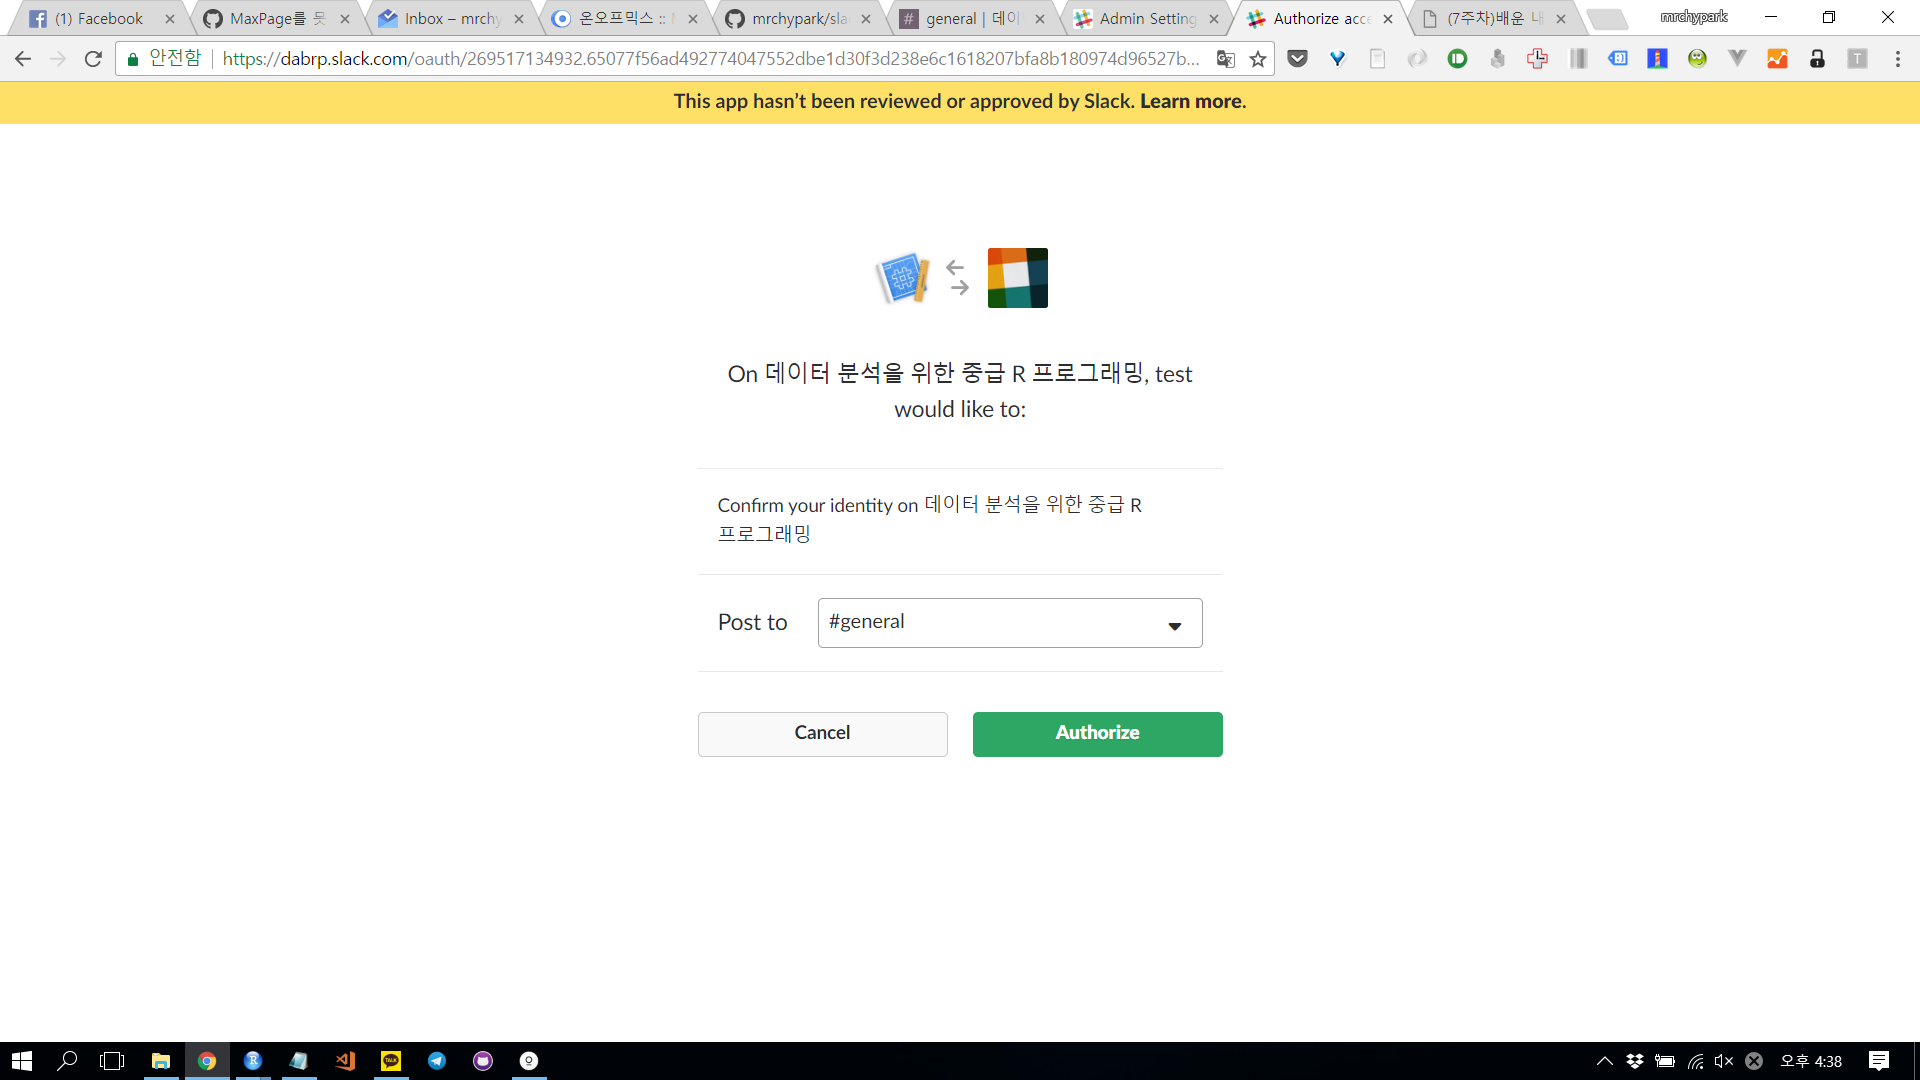 (1) Facebook
MaxPage를 못
Inbox – mrchy
온오프믹스 ::
mrchypark/sla
general | 데이
Admin Setting
Authorize acc
(7주차)배운 내
mrchypark
안전함
https://dabrp.slack.com/oauth/269517134932.65077f56ad492774047552dbe1d30f3d238e6c1618207bfa8b180974d96527b...
This app hasn’t been reviewed or approved by Slack. Learn more.
On 데이터 분석을 위한 중급 R 프로그래밍, test
would like to:
Confirm your identity on 데이터 분석을 위한 중급 R
프로그래밍
Post to
#general
Cancel
Authorize
오후 4:38